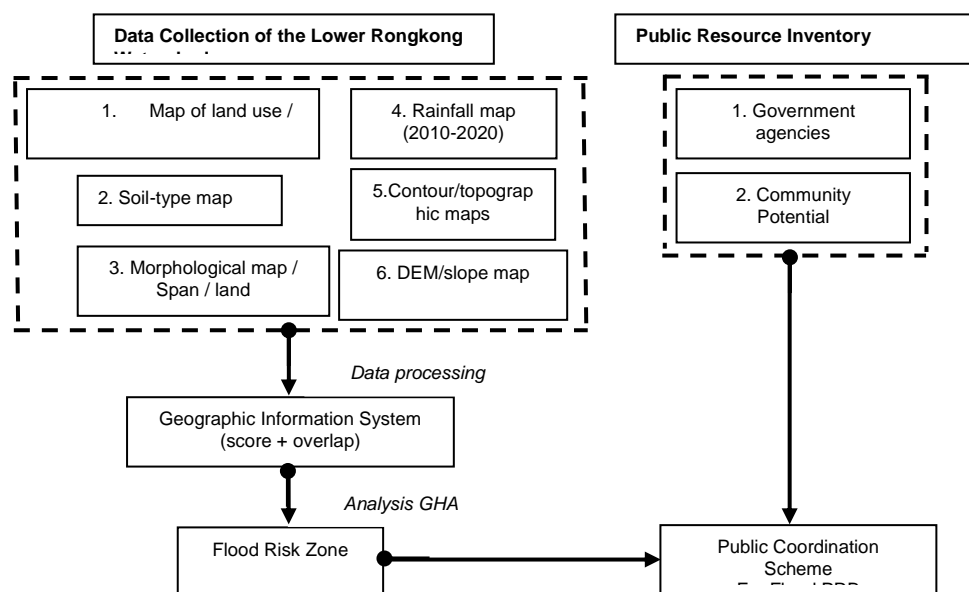 Data Collection of the Lower Rongkong
Public Resource Inventory
1. Map of land use /
4. Rainfall map
(2010-2020)
2. Soil-type map
5.Contour/topograp
hic maps
3. Morphological map /
Span / land
6. DEM/slope map
1. Government
agencies
2. Community
Potential
Data processing
Geographic Information System
(score + overlap)
Analysis GHA
Flood Risk Zone
Public Coordination
Scheme